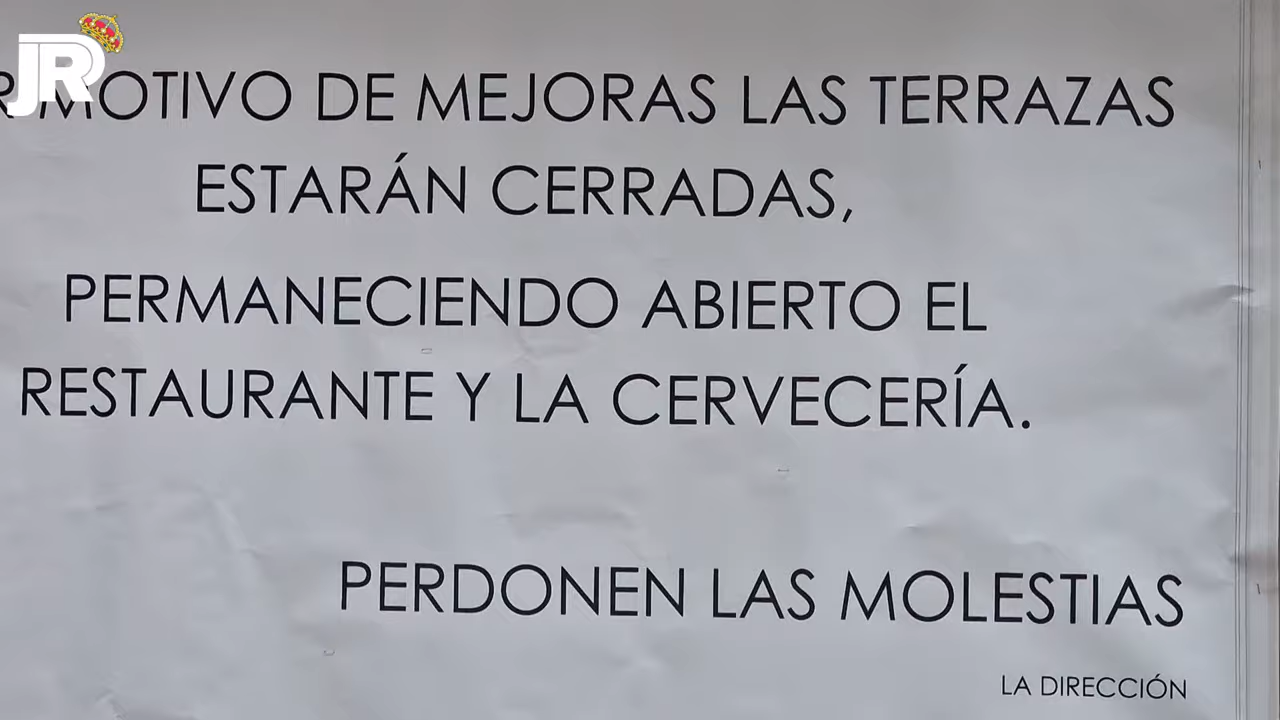 JR
R MOTIVO DE MEJORAS LAS TERRAZAS
ESTARÁN CERRADAS,
PERMANECIENDO ABIERTO EL
RESTAURANTE Y LA CERVECERÍA.
PERDONEN LAS MOLESTIAS
LA DIRECCIÓN